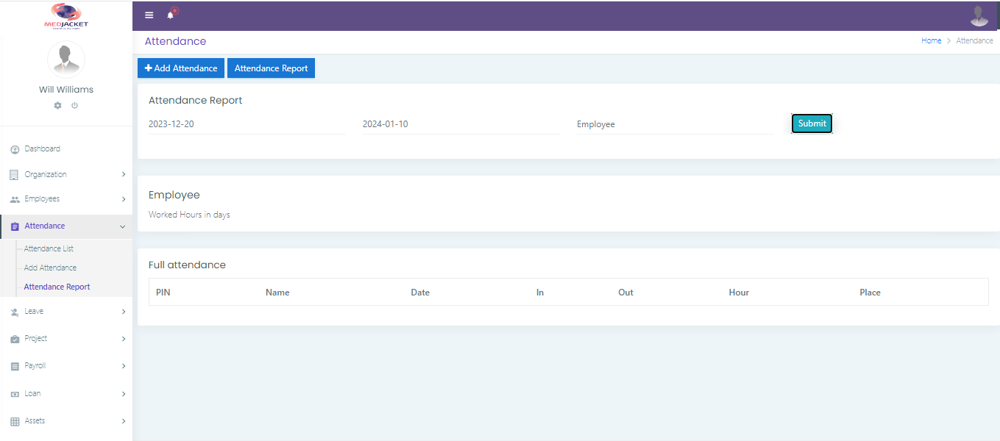 MEDJACKET
Will Williams
Dashboard
Organization
Employees
Attendance
Attendance List
Add Attendance
Attendance Report
Leave
Project
Payroll
Loan
Assets
Attendance
Home > Attendance
+ Add Attendance Attendance Report
Attendance Report
2023-12-20 2024-01-10 Employee Submit
Employee
Worked Hours in days
Full attendance
PIN Name Date In Out Hour Place